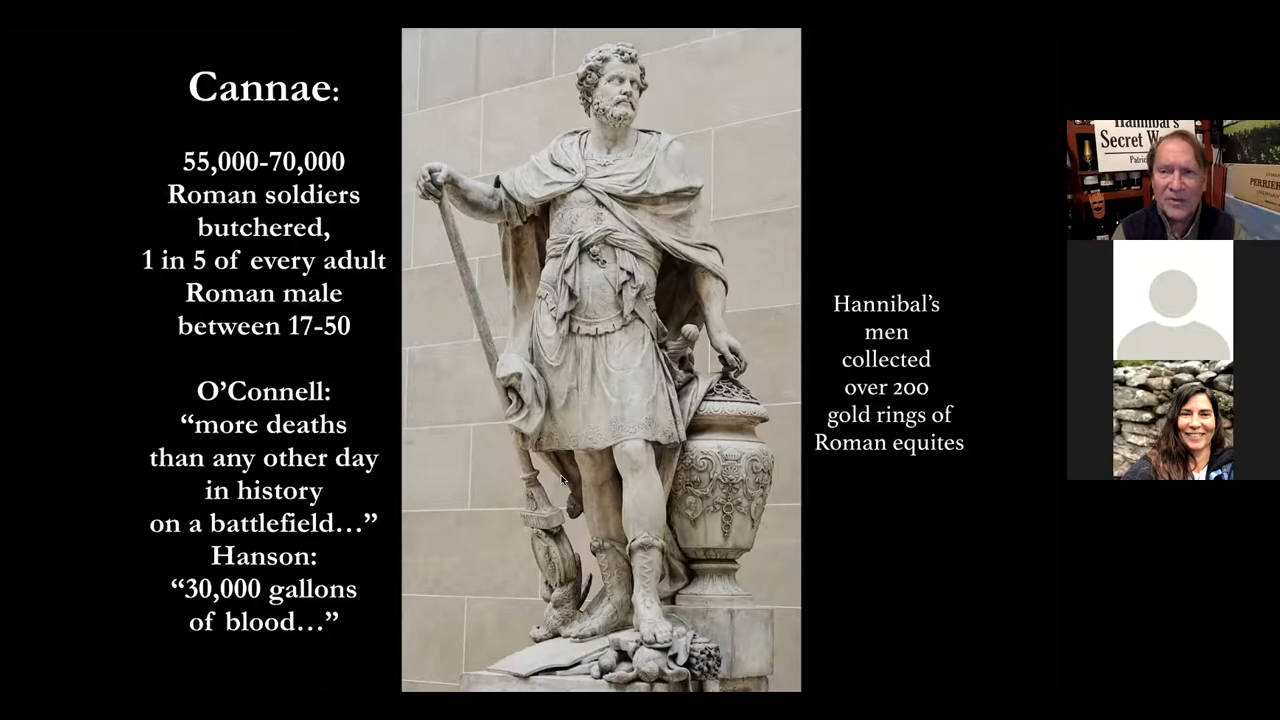 Cannae:
55,000-70,000
Roman soldiers
butchered,
1 in 5 of every adult
Roman male
between 17-50
O’Connell:
“more deaths
than any other day
in history
on a battlefield…”
Hanson:
“30,000 gallons
of blood…”
Hannibal’s
men
collected
over 200
gold rings of
Roman equites
Hannibal's
Secret